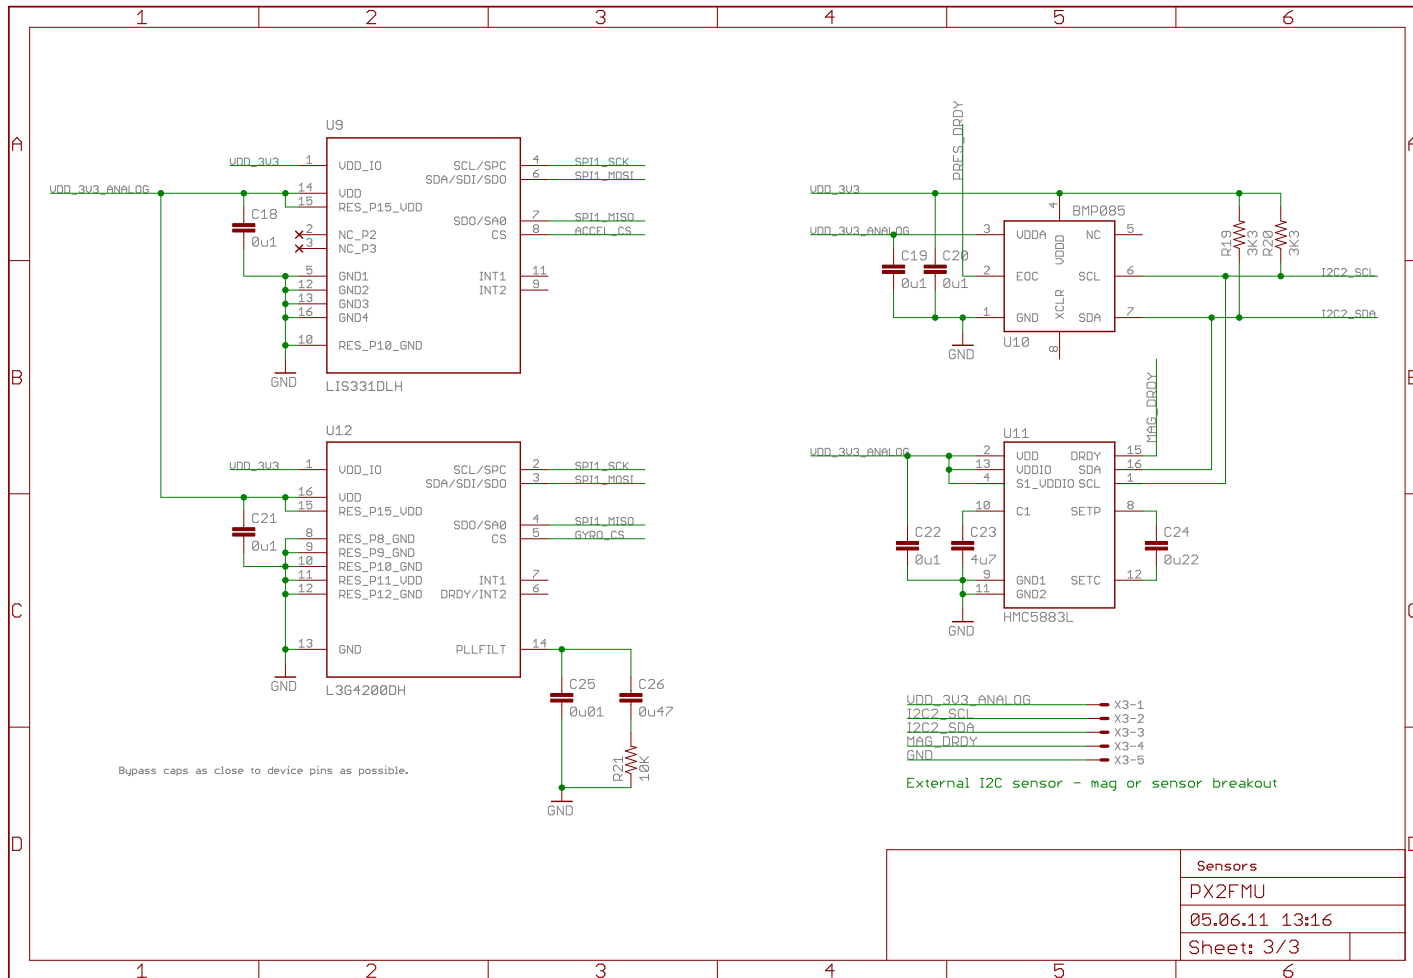 1 2 3 4 5 6
A
B
C
D
U9
VDD_3V3 1 VDD_IO SCL/SPC 4 SPI1_SCK
SDA/SDI/SDO 6 SPI1_MOSI
VDD_3V3_ANALOG 14 VDD
15 RES_P15_VDD
C18
0u1
2 NC_P2
3 NC_P3
SDO/SA0 7 SPI1_MISO
CS 8 ACCEL_CS
5 GND1 INT1 11
12 GND2 INT2 9
13 GND3
16 GND4
10 RES_P10_GND
GND
LIS331DLH
U12
VDD_3V3 1 VDD_IO SCL/SPC 2 SPI1_SCK
SDA/SDI/SDO 3 SPI1_MOSI
16 VDD
15 RES_P15_VDD
C21
0u1
SDO/SA0 4 SPI1_MISO
8 RES_P8_GND CS 5 GYRO_CS
9 RES_P9_GND
10 RES_P10_GND
11 RES_P11_VDD INT1 7
12 RES_P12_GND DRDY/INT2 6
13 GND PLLFILT 14
GND
L3G4200DH
C25
0u01
C26
0u47
R21
10K
GND
Bypass caps as close to device pins as possible.
PRES_DRDY
VDD_3V3
4
BMP085
VDD_3V3_ANALOG 3 VDDA VDDD NC 5
R19
3K3
R20
3K3
C19
0u1
C20
0u1
2 EOC SCL 6 I2C2_SCL
1 GND XCLR SDA 7 I2C2_SDA
GND
U10
8
MAG_DRDY
U11
VDD_3V3_ANALOG 2 VDD DRDY 15
13 VDDIO SDA 16
4 S1_VDDIO SCL 1
10 C1 SETP 8
C22
0u1
C23
4u7
C24
0u22
9 GND1 SETC 12
11 GND2
GND
HMC5883L
VDD_3V3_ANALOG X3-1
I2C2_SCL X3-2
I2C2_SDA X3-3
MAG_DRDY X3-4
GND X3-5
External I2C sensor - mag or sensor breakout
Sensors
PX2FMU
05.06.11 13:16
Sheet: 3/3
A
B
C
D
1 2 3 4 5 6